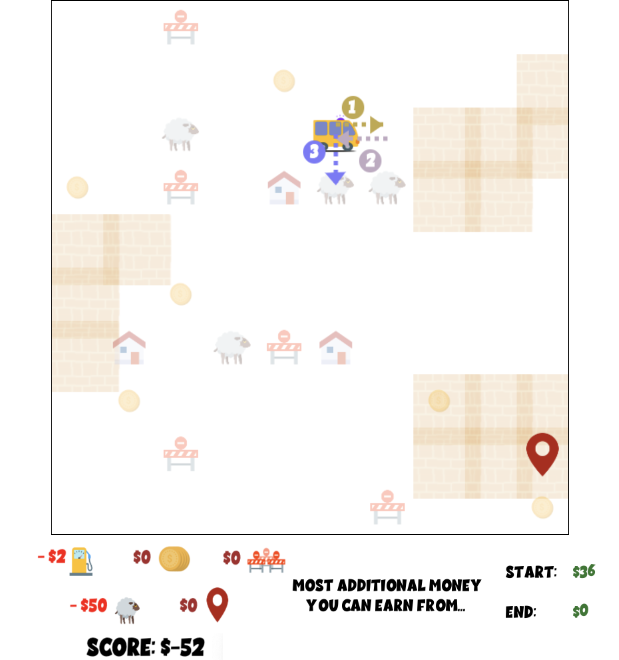 1
3
2
- $2
$0
$0
MOST ADDITIONAL MONEY
YOU CAN EARN FROM...
START: $36
- $50
$0
END: $0
SCORE: $-52